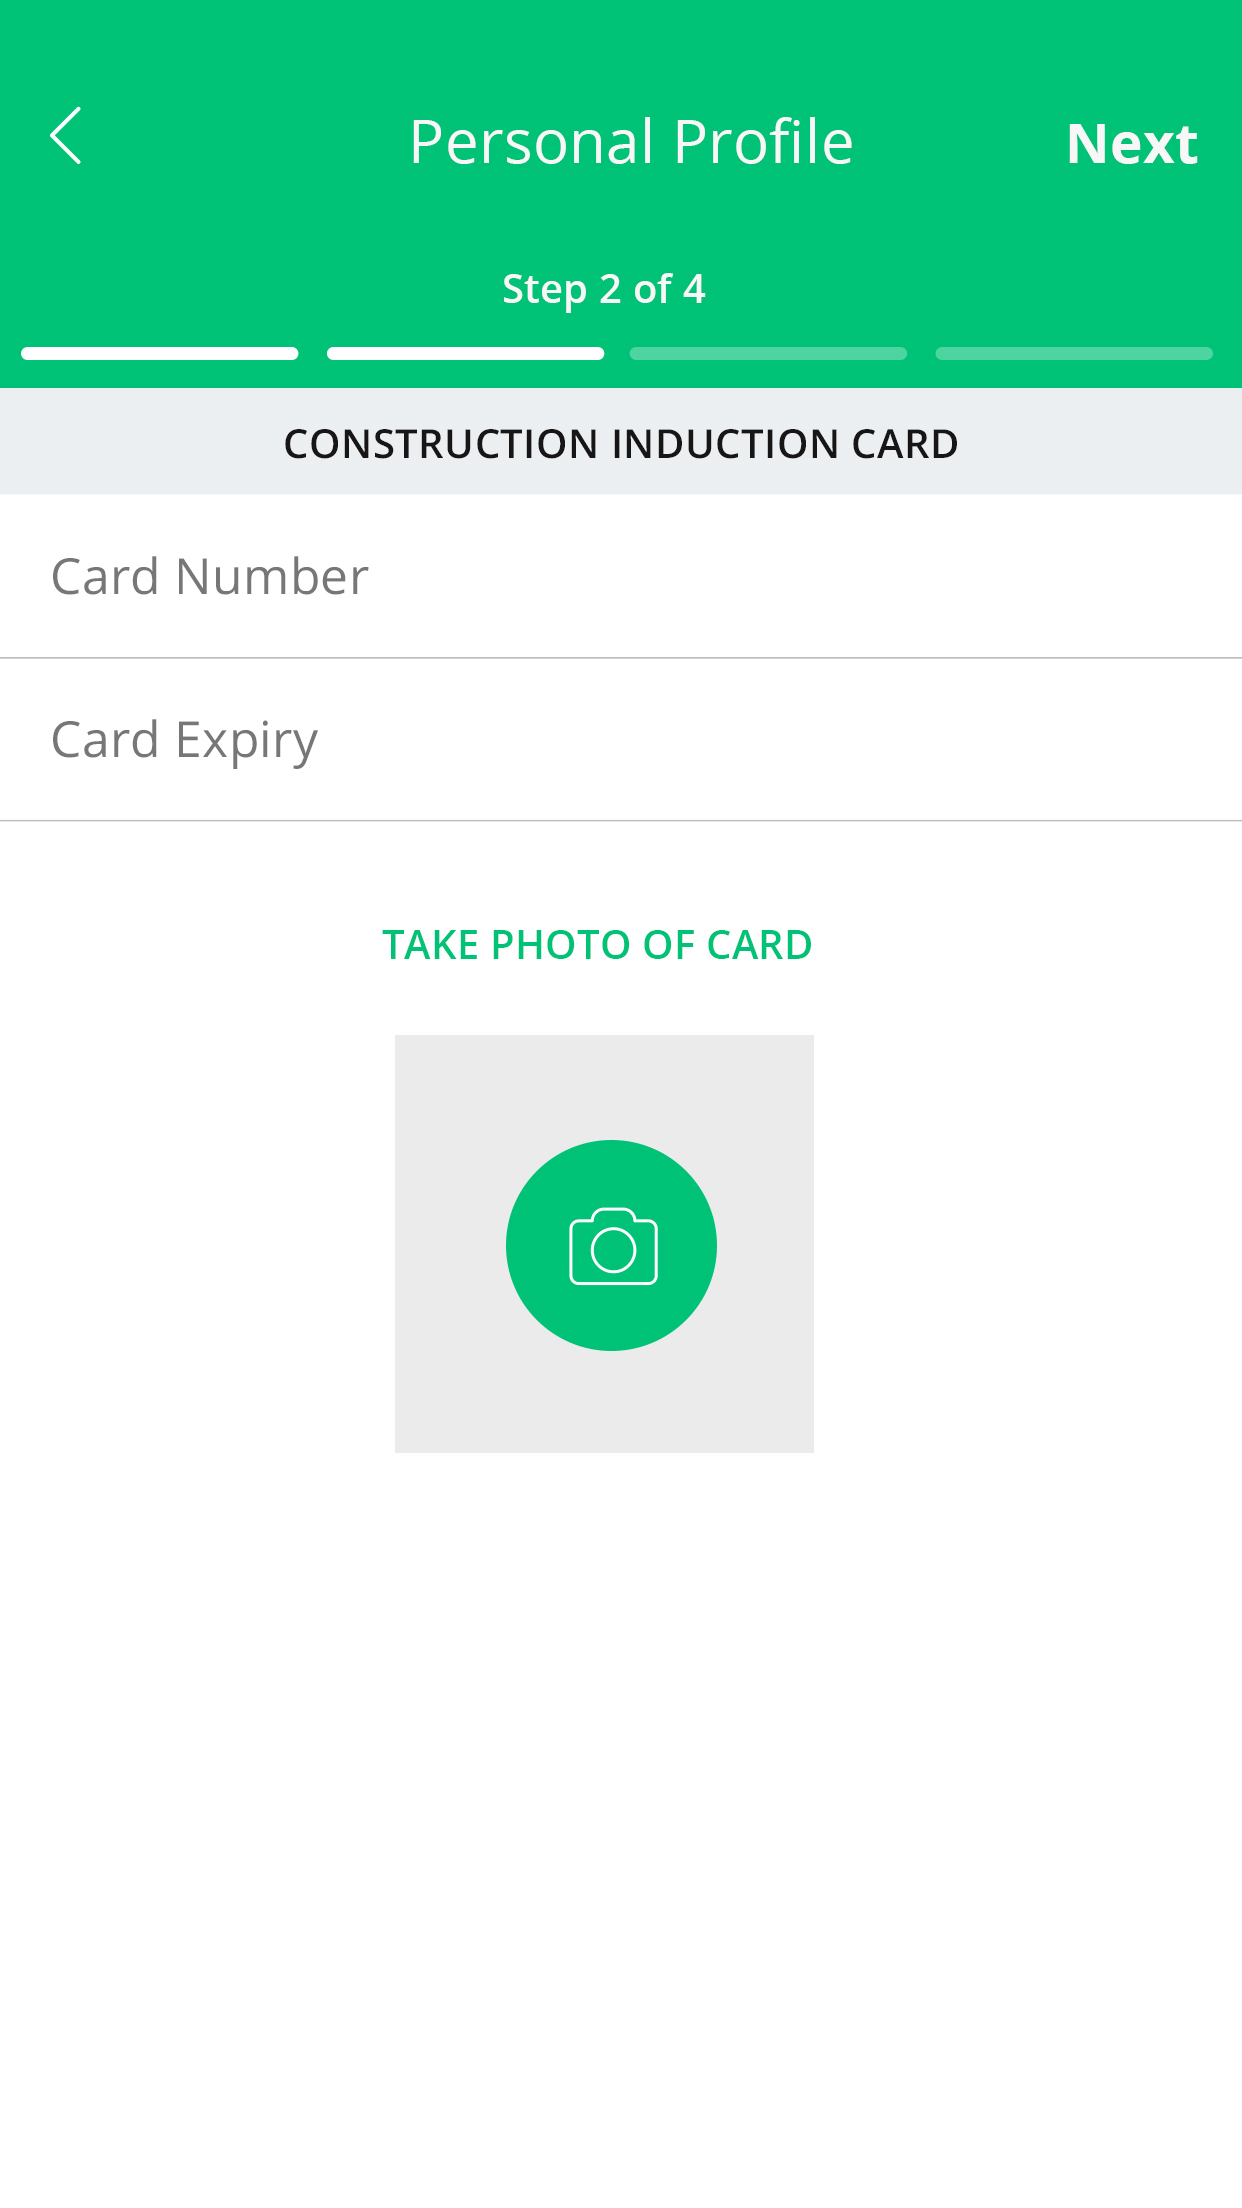 Personal Profile
Next
Step 2 of 4
CONSTRUCTION INDUCTION CARD
Card Number
Card Expiry
TAKE PHOTO OF CARD